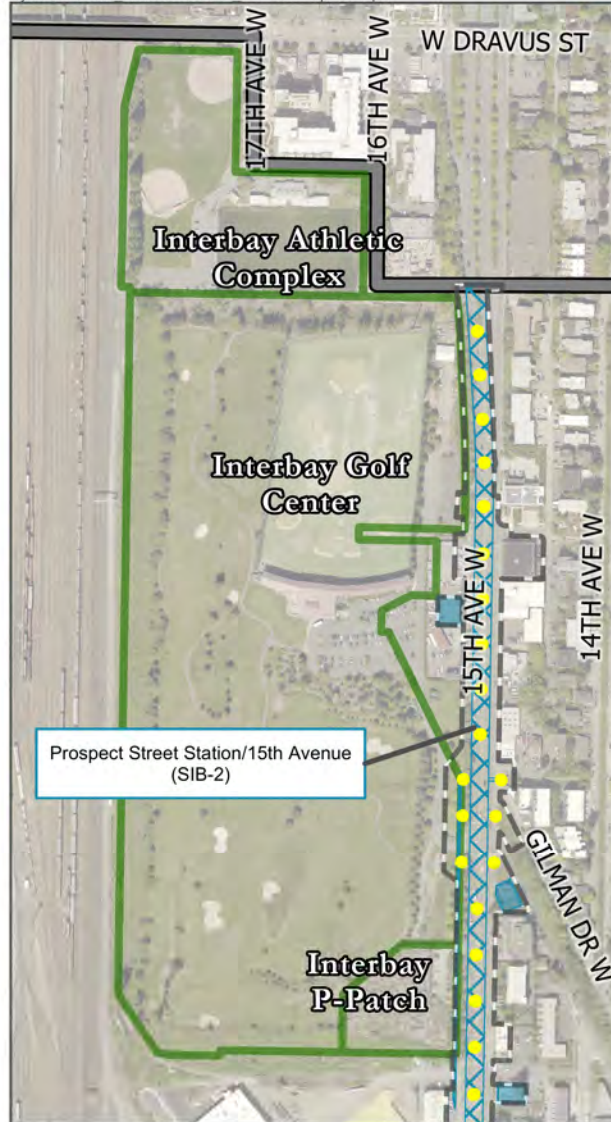 W DRAVUS ST
17TH AVE W
16TH AVE W
Interbay Athletic
Complex
Interbay Golf
Center
15TH AVE W
14TH AVE W
Prospect Street Station/15th Avenue
(SIB-2)
GILMAN DR W
Interbay
P-Patch